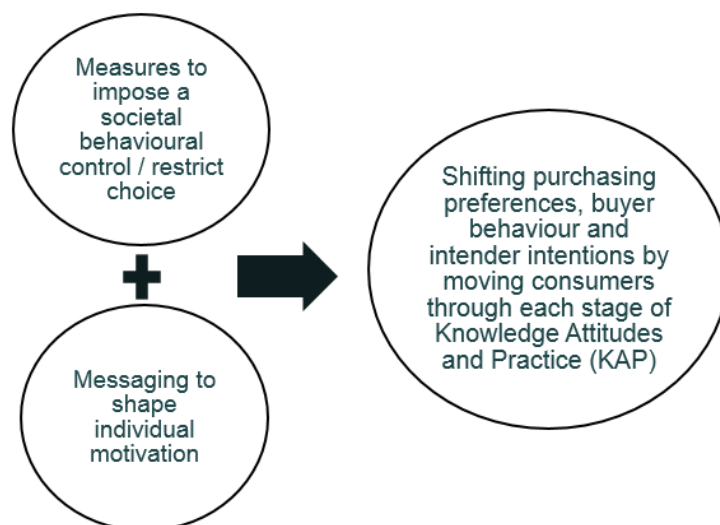 Measures to
impose a
societal
behavioural
control / restrict
choice
Messaging to
shape
individual
motivation
Shifting purchasing
preferences, buyer
behaviour and
intender intentions by
moving consumers
through each stage of
Knowledge Attitudes
and Practice (KAP)